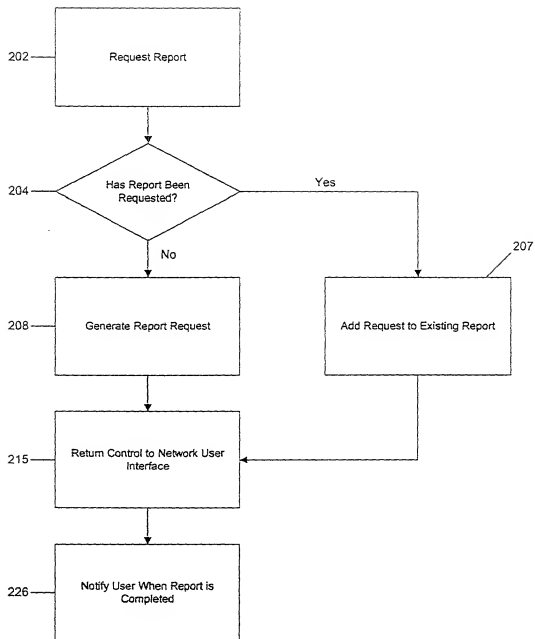 202
Request Report
204
Has Report Been
Requested?
Yes
No
207
208
Generate Report Request
Add Request to Existing Report
215
Return Control to Network User
Interface
226
Notify User When Report is
Completed